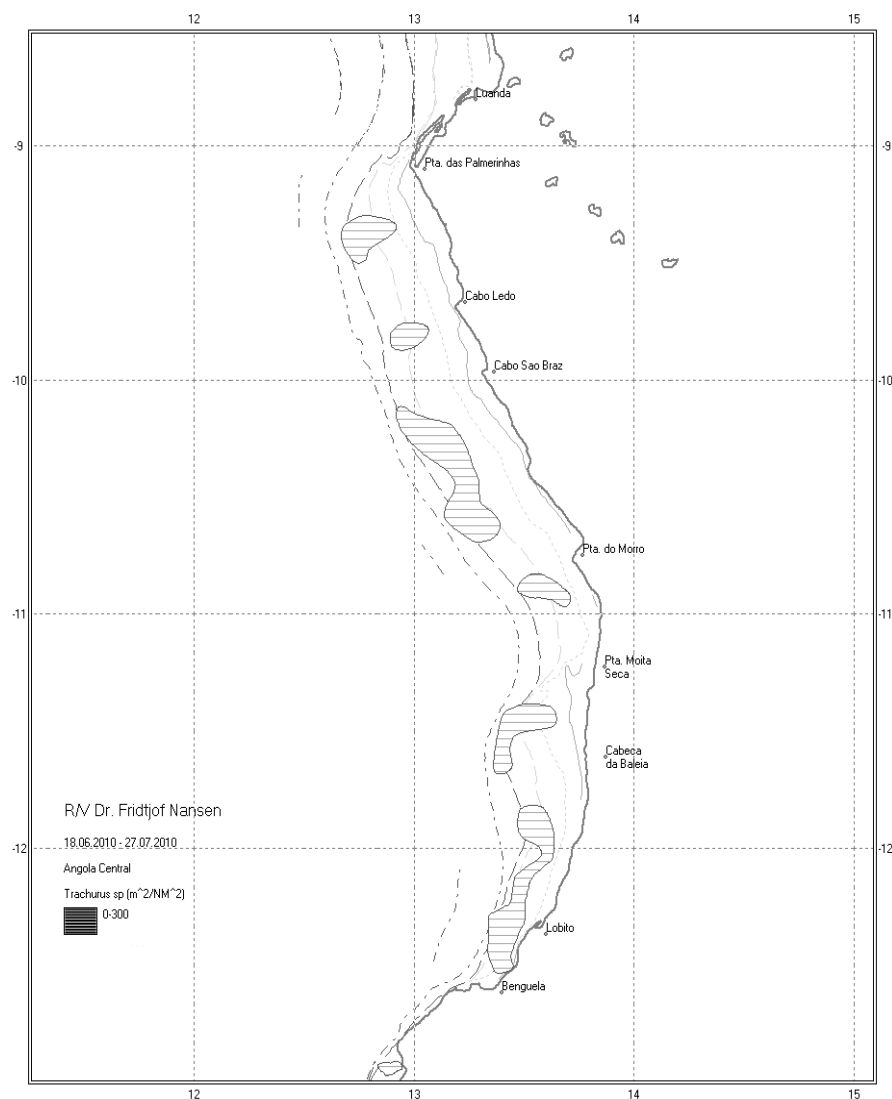 12 13 14 15
Luanda
-9 -9
Pta. das Palmerinhas
Cabo Ledo
Cabo Sao Braz
-10 -10
Pta. do Morro
-11 -11
Pta. Moita
Seca
Cabeca
da Baleia
R/V Dr. Fridtjof Nansen
18.06.2010 - 27.07.2010
-12 -12
Angola Central
Trachurus sp (m^2/NM^2)
0-300
Lobito
Benguela
12 13 14 15